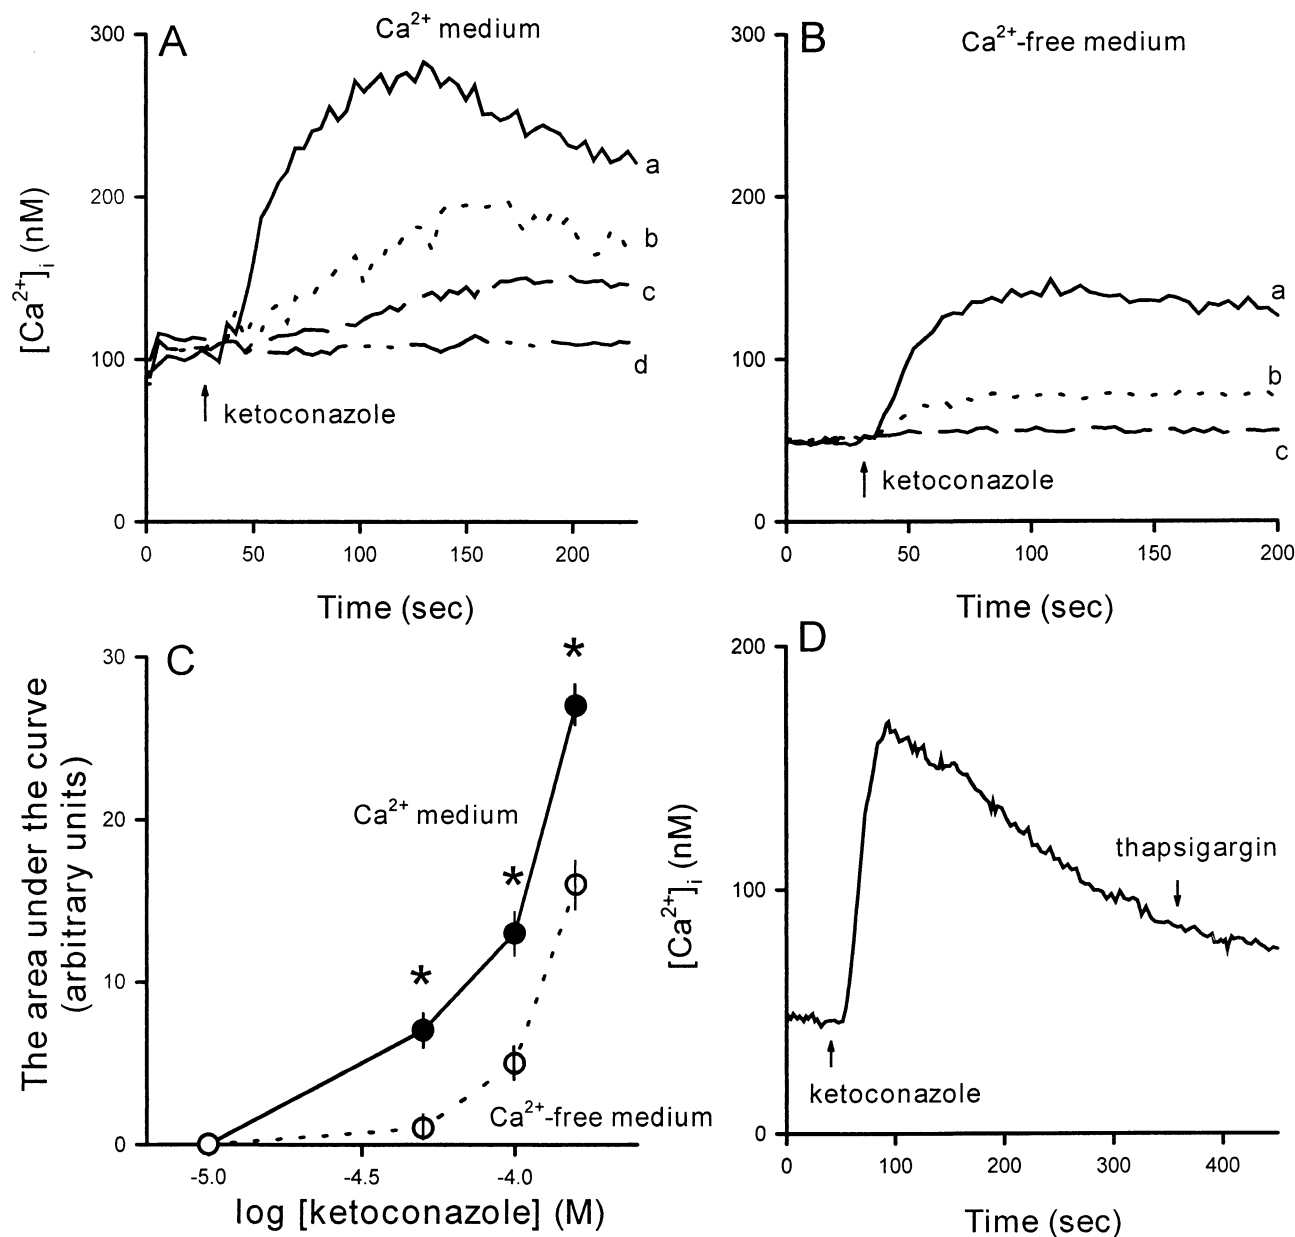 A
Ca²⁺ medium
300
200
100
0
[Ca²⁺]ᵢ (nM)
a
b
c
d
ketoconazole
0 50 100 150 200
Time (sec)
B
Ca²⁺-free medium
300
200
100
0
a
b
c
ketoconazole
0 50 100 150 200
Time (sec)
C
30
20
10
0
The area under the curve
(arbitrary units)
*
*
*
Ca²⁺ medium
Ca²⁺-free medium
-5.0 -4.5 -4.0
log [ketoconazole] (M)
D
200
100
0
[Ca²⁺]ᵢ (nM)
thapsigargin
ketoconazole
0 100 200 300 400
Time (sec)